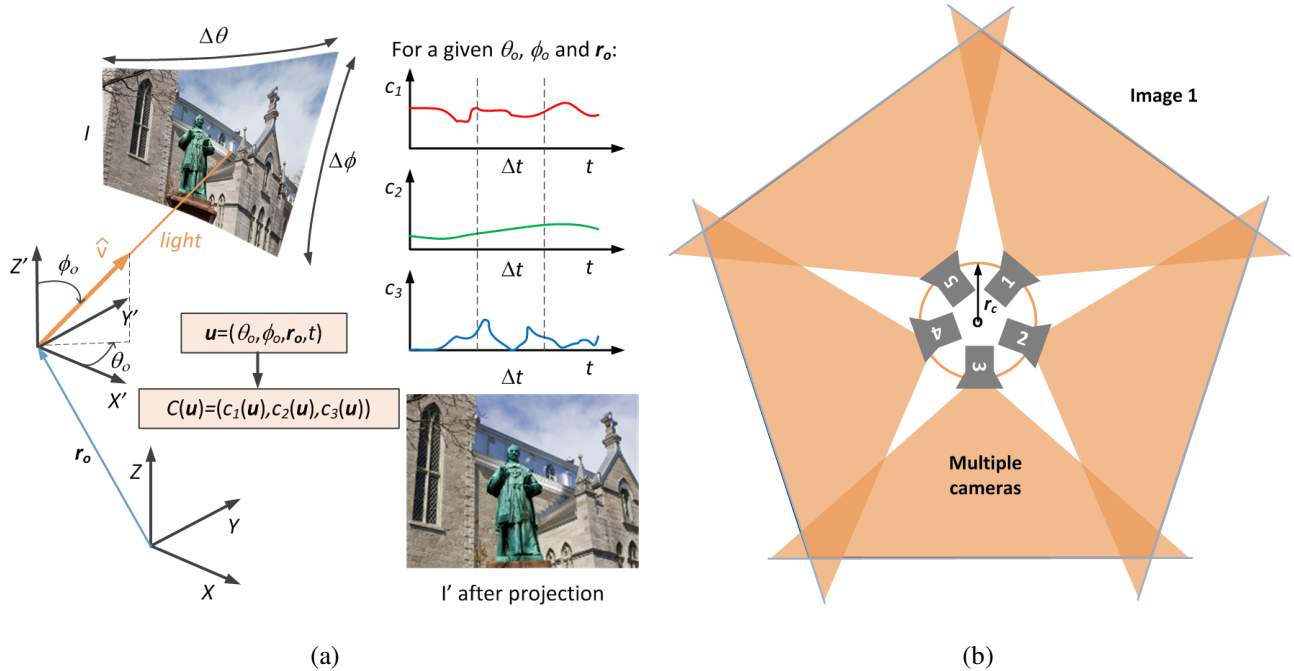 Δθ
I
Δϕ
v̂
light
Z'
ϕₒ
Y'
θₒ
X'
u=(θₒ,ϕₒ,rₒ,t)
C(u)=(c₁(u),c₂(u),c₃(u))
rₒ
Z
Y
X
For a given θₒ, ϕₒ and rₒ:
c₁
Δt t
c₂
Δt t
c₃
Δt t
I' after projection
(a)
Image 1
5 1
r꜀
4 2
3
Multiple
cameras
(b)